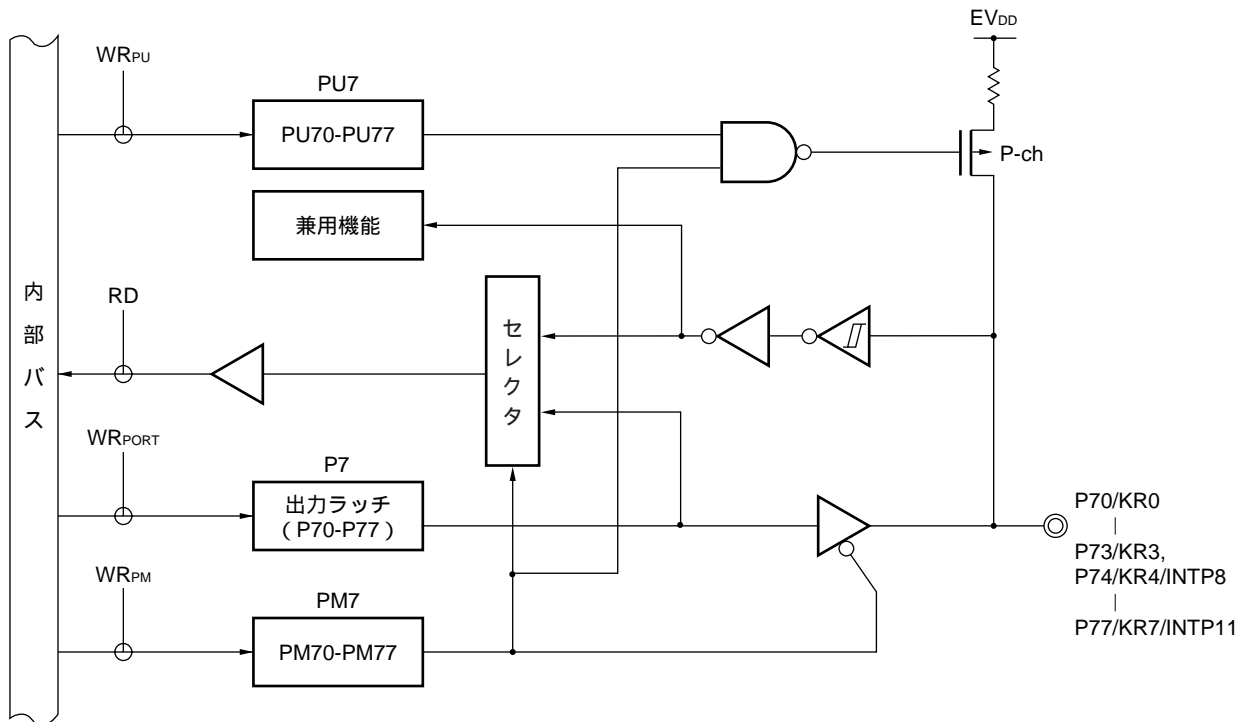 EVDD
WRPU
PU7
PU70-PU77
P-ch
兼用機能
内部バス
RD
セレクタ
WRPORT
P7
出力ラッチ
( P70-P77 )
P70/KR0
P73/KR3,
P74/KR4/INTP8
P77/KR7/INTP11
WRPM
PM7
PM70-PM77